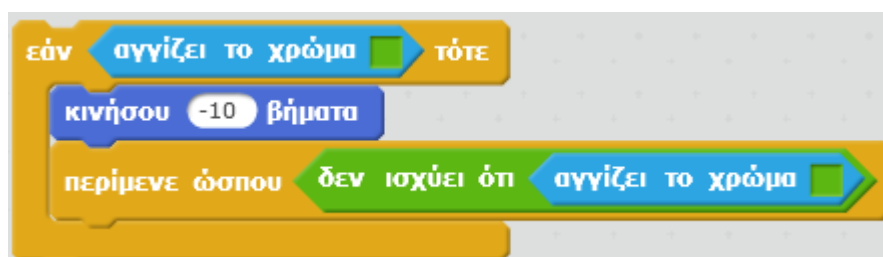 εάν αγγίζει το χρώμα τότε
κινήσου -10 βήματα
περίμενε ώσπου δεν ισχύει ότι αγγίζει το χρώμα